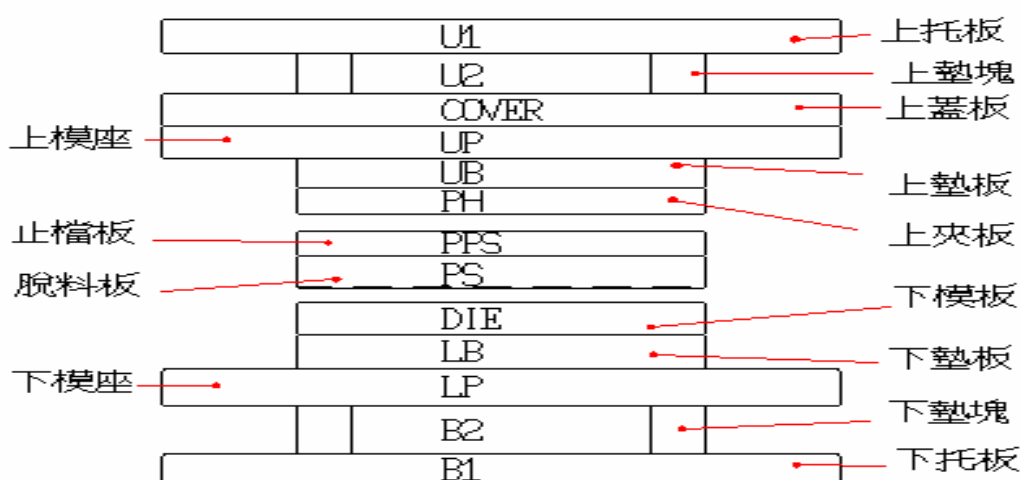 U1 上托板
U2 上墊塊
COVER 上蓋板
上模座 UP
UB 上墊板
PH 上夾板
止檔板 PPS
脫料板 PS
DIE 下模板
LB 下墊板
下模座 LP
B2 下墊塊
B1 下托板